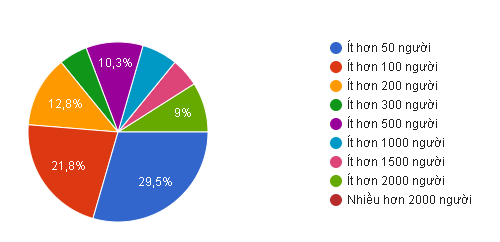 10,3%
12,8%
9%
21,8%
29,5%
Ít hơn 50 người
Ít hơn 100 người
Ít hơn 200 người
Ít hơn 300 người
Ít hơn 500 người
Ít hơn 1000 người
Ít hơn 1500 người
Ít hơn 2000 người
Nhiều hơn 2000 người